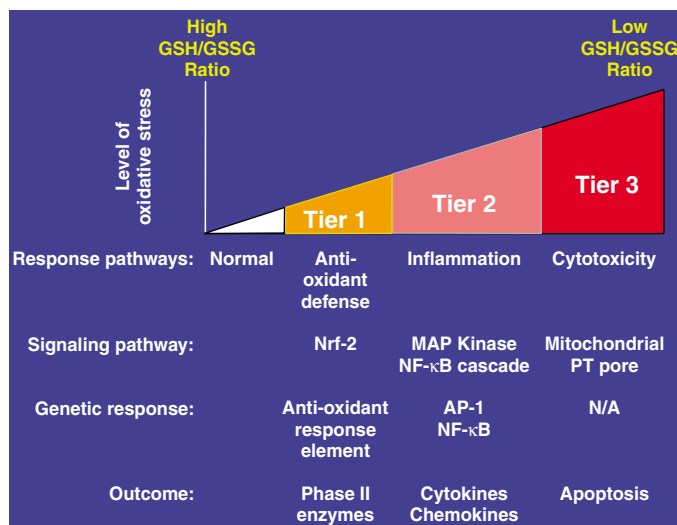 High
GSH/GSSG
Ratio
Low
GSH/GSSG
Ratio
Level of
oxidative stress
Tier 1
Tier 2
Tier 3
Response pathways: Normal Anti- Inflammation Cytotoxicity
oxidant
defense
Signaling pathway: Nrf-2 MAP Kinase Mitochondrial
NF-κB cascade PT pore
Genetic response: Anti-oxidant AP-1 N/A
response NF-κB
element
Outcome: Phase II Cytokines Apoptosis
enzymes Chemokines